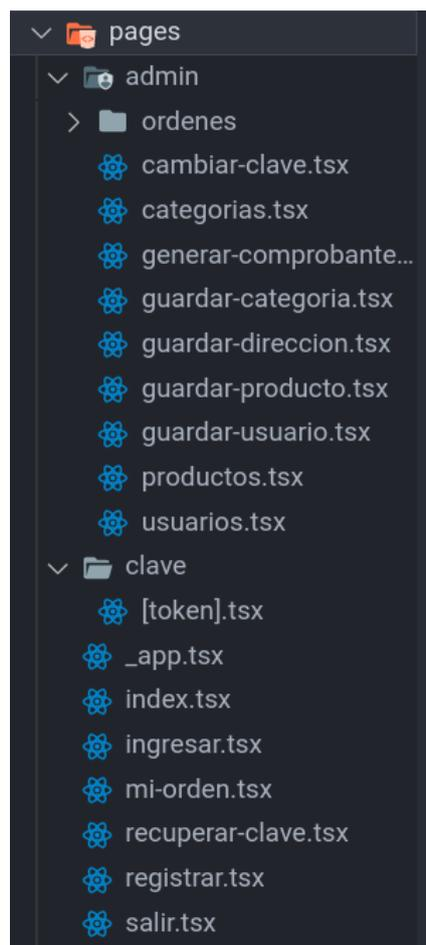 pages
admin
ordenes
cambiar-clave.tsx
categorias.tsx
generar-comprobante...
guardar-categoria.tsx
guardar-direccion.tsx
guardar-producto.tsx
guardar-usuario.tsx
productos.tsx
usuarios.tsx
clave
[token].tsx
_app.tsx
index.tsx
ingresar.tsx
mi-orden.tsx
recuperar-clave.tsx
registrar.tsx
salir.tsx